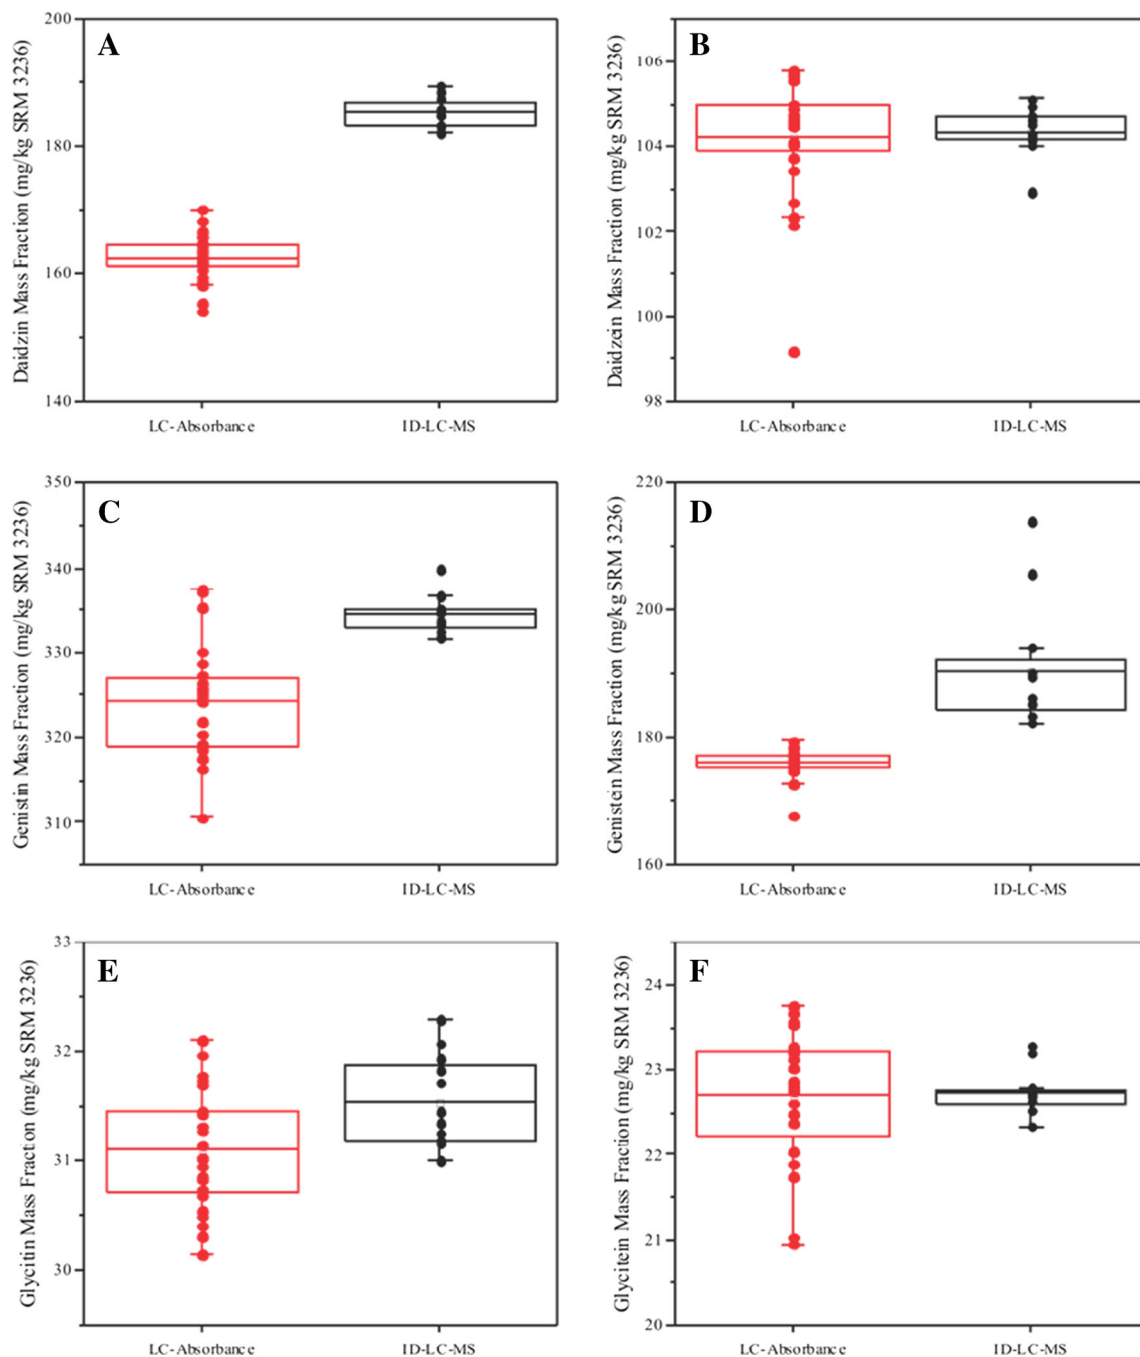 A
Daidzin Mass Fraction (mg/kg SRM 3236)
200
180
160
140
LC-Absorbance ID-LC-MS
B
Daidzein Mass Fraction (mg/kg SRM 3236)
106
104
102
100
98
LC-Absorbance ID-LC-MS
C
Genistin Mass Fraction (mg/kg SRM 3236)
350
340
330
320
310
LC-Absorbance ID-LC-MS
D
Genistein Mass Fraction (mg/kg SRM 3236)
220
200
180
160
LC-Absorbance ID-LC-MS
E
Glycitin Mass Fraction (mg/kg SRM 3236)
33
32
31
30
LC-Absorbance ID-LC-MS
F
Glycitein Mass Fraction (mg/kg SRM 3236)
24
23
22
21
20
LC-Absorbance ID-LC-MS